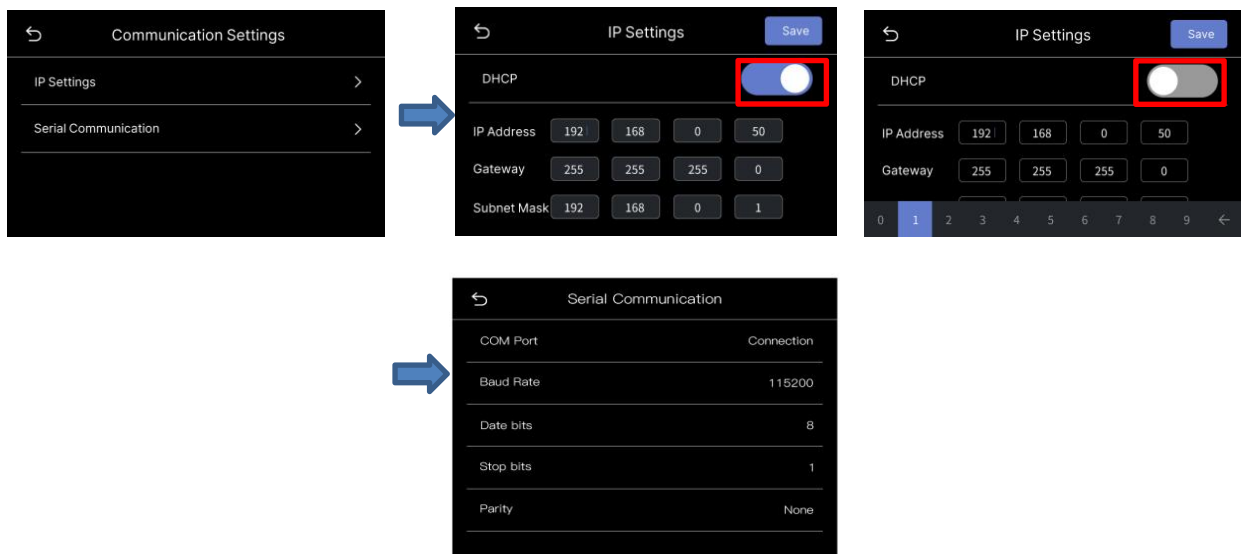 Communication Settings
IP Settings
Serial Communication
IP Settings Save
DHCP
IP Address 192 168 0 50
Gateway 255 255 255 0
Subnet Mask 192 168 0 1
IP Settings Save
DHCP
IP Address 192 168 0 50
Gateway 255 255 255 0
0 1 2 3 4 5 6 7 8 9
Serial Communication
COM Port Connection
Baud Rate 115200
Date bits 8
Stop bits 1
Parity None